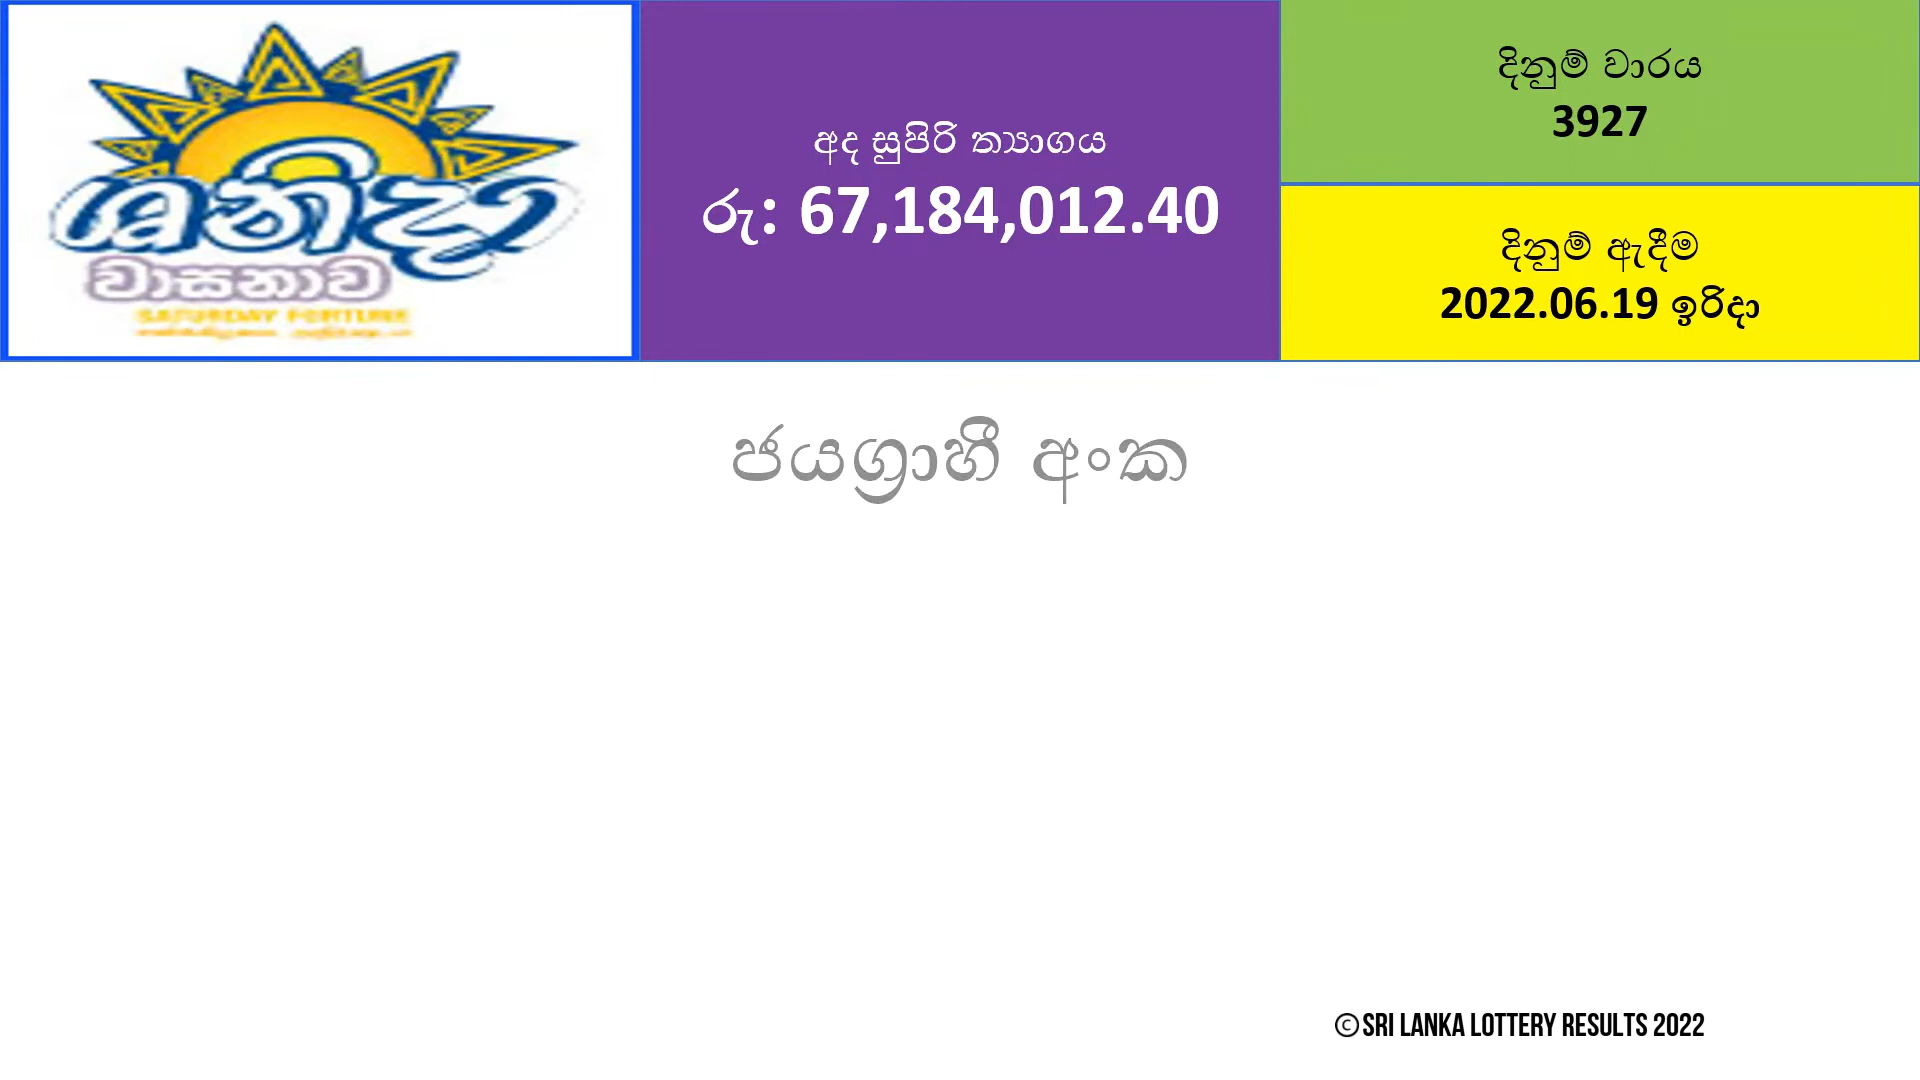 ශනිදා
වාසනාව
SATURDAY FORTUNE
අද සුපිරි ත්‍යාගය
රු: 67,184,012.40
දිනුම් වාරය
3927
දිනුම් ඇදීම
2022.06.19 ඉරිදා
ජයග්‍රාහී අංක
©SRI LANKA LOTTERY RESULTS 2022